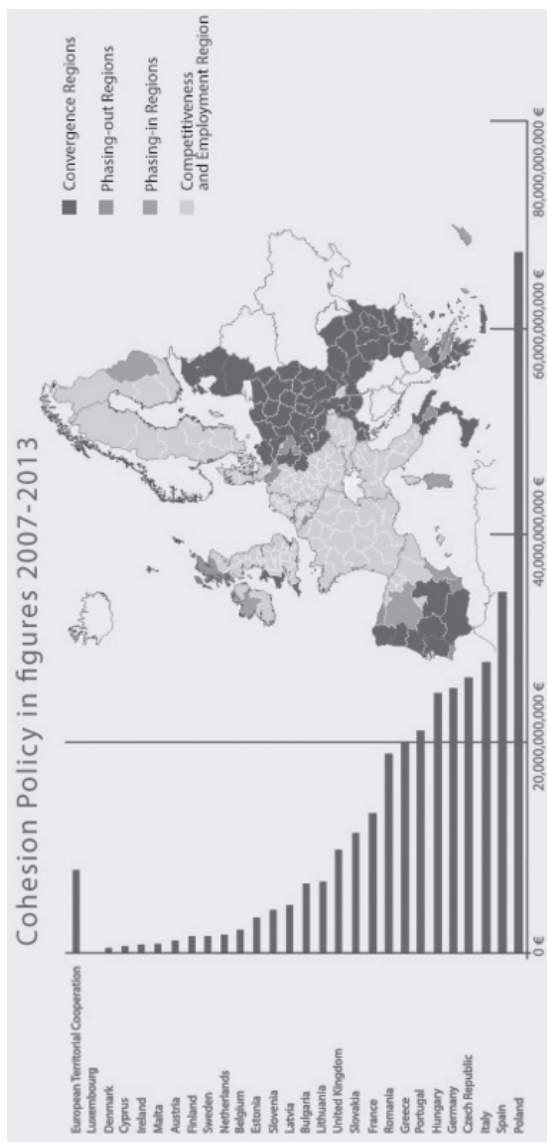 Cohesion Policy in figures 2007-2013
Convergence Regions
Phasing-out Regions
Phasing-in Regions
Competitiveness
and Employment Region
European Territorial Cooperation
Luxembourg
Denmark
Cyprus
Ireland
Malta
Austria
Finland
Sweden
Netherlands
Belgium
Estonia
Slovenia
Latvia
Bulgaria
Lithuania
United Kingdom
Slovakia
France
Romania
Greece
Portugal
Hungary
Germany
Czech Republic
Italy
Spain
Poland
0 €
20,000,000,000 €
40,000,000,000 €
60,000,000,000 €
80,000,000,000 €